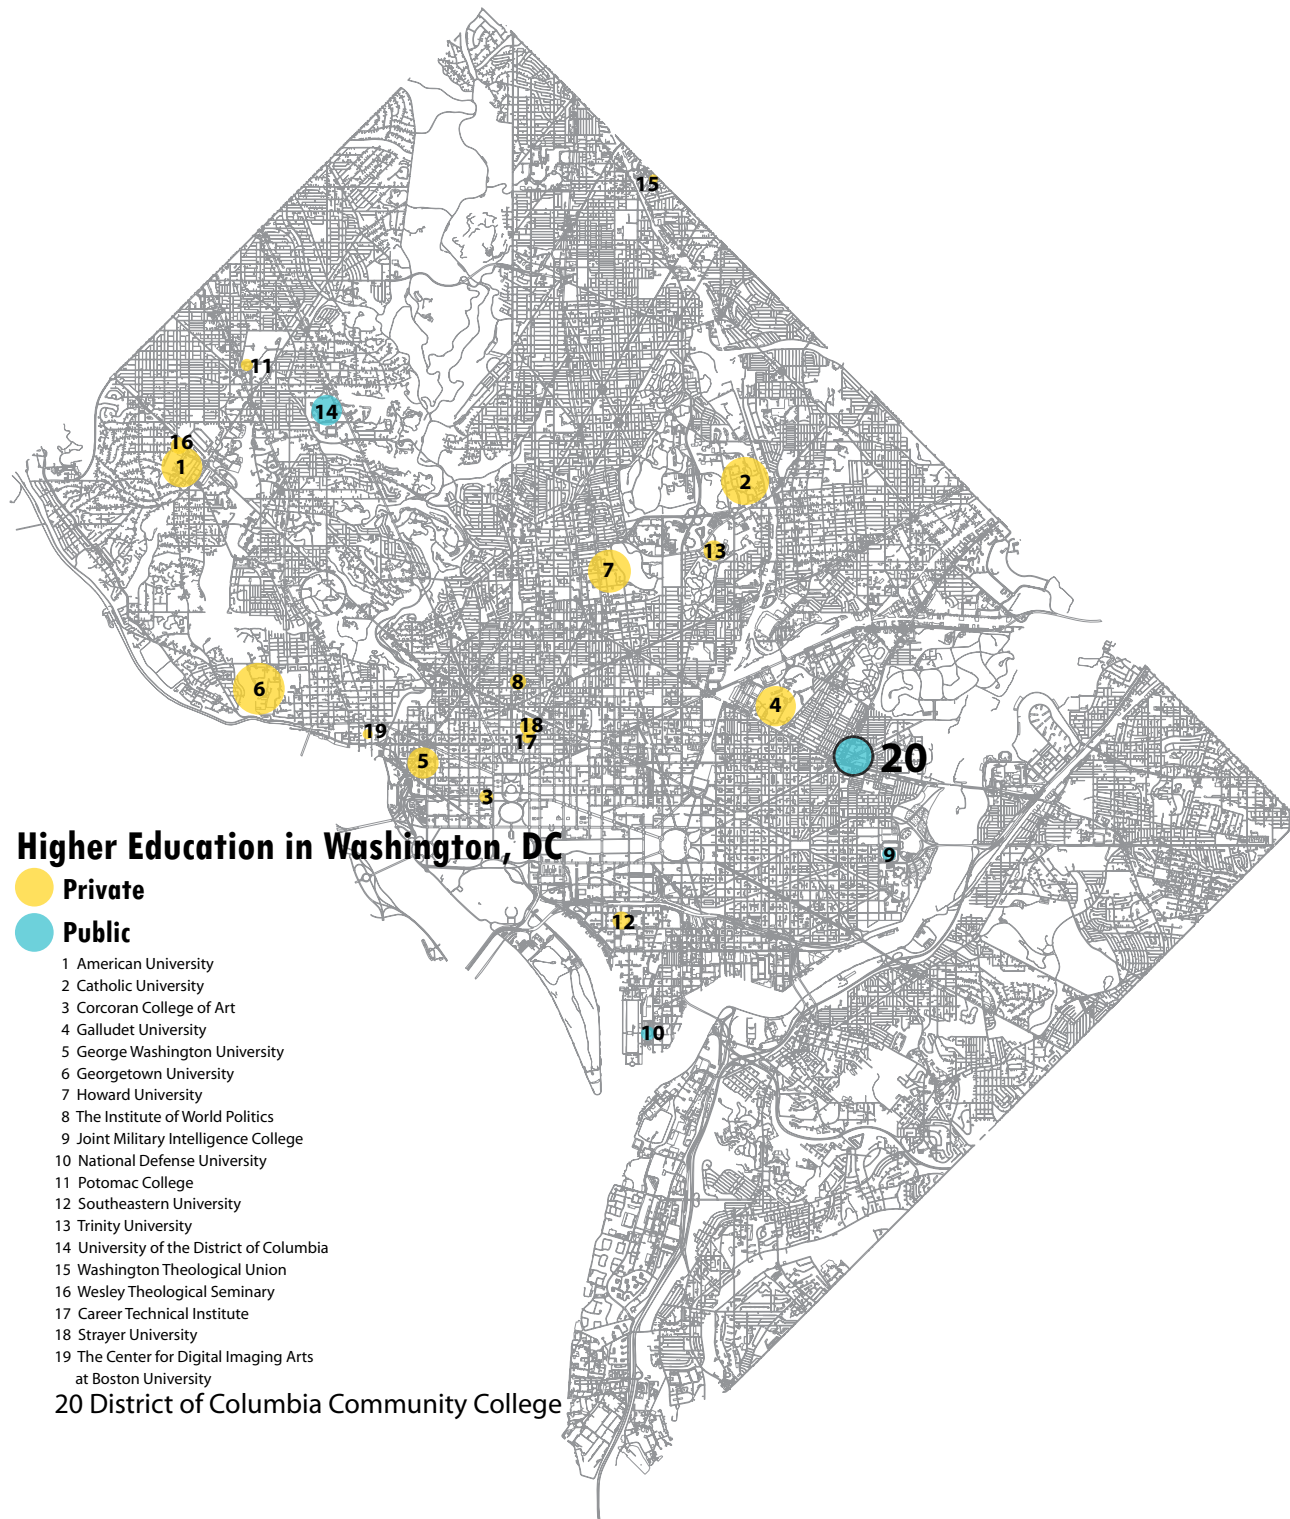 15
11
14
16
1
2
13
7
8
6
4
18
19
17
5
20
3
Higher Education in Washington, DC
9
Private
12
Public
1 American University
2 Catholic University
3 Corcoran College of Art
4 Galludet University
10
5 George Washington University
6 Georgetown University
7 Howard University
8 The Institute of World Politics
9 Joint Military Intelligence College
10 National Defense University
11 Potomac College
12 Southeastern University
13 Trinity University
14 University of the District of Columbia
15 Washington Theological Union
16 Wesley Theological Seminary
17 Career Technical Institute
18 Strayer University
19 The Center for Digital Imaging Arts
at Boston University
20 District of Columbia Community College